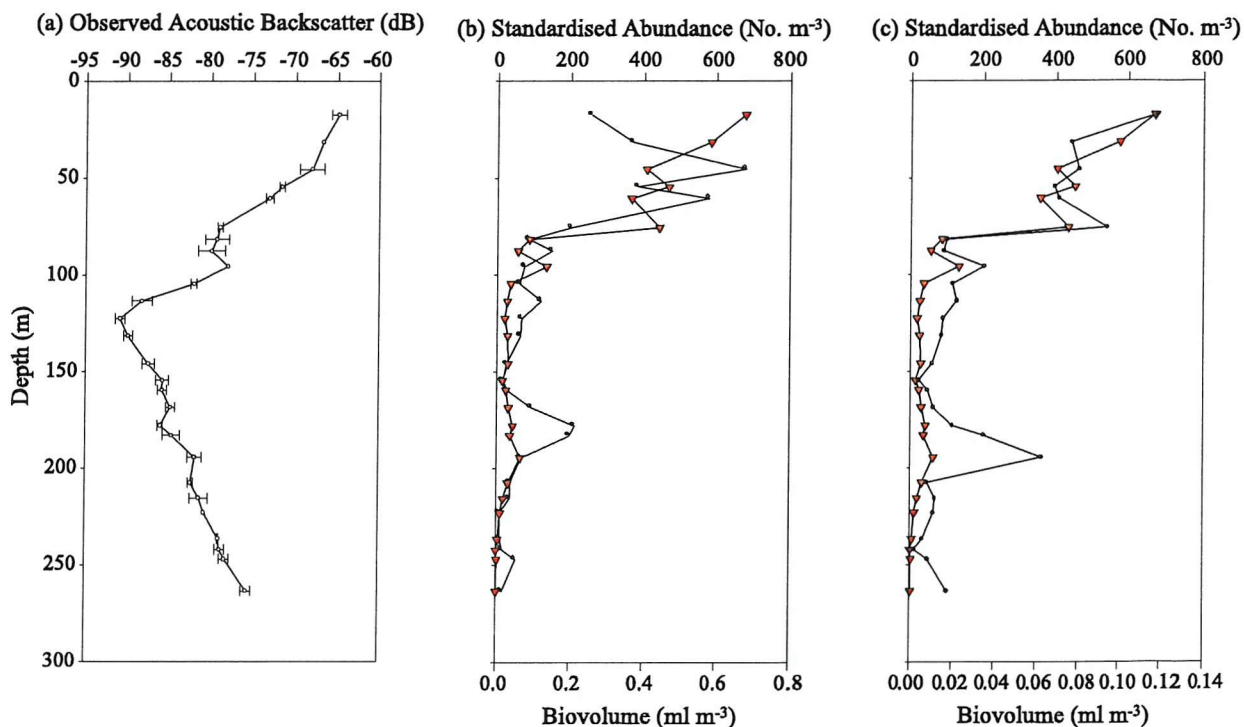 (a) Observed Acoustic Backscatter (dB)
-95 -90 -85 -80 -75 -70 -65 -60
(b) Standardised Abundance (No. m-3)
0 200 400 600 800
(c) Standardised Abundance (No. m-3)
0 200 400 600 800
Depth (m)
0
50
100
150
200
250
300
0.0 0.2 0.4 0.6 0.8
Biovolume (ml m-3)
0.00 0.02 0.04 0.06 0.08 0.10 0.12 0.14
Biovolume (ml m-3)